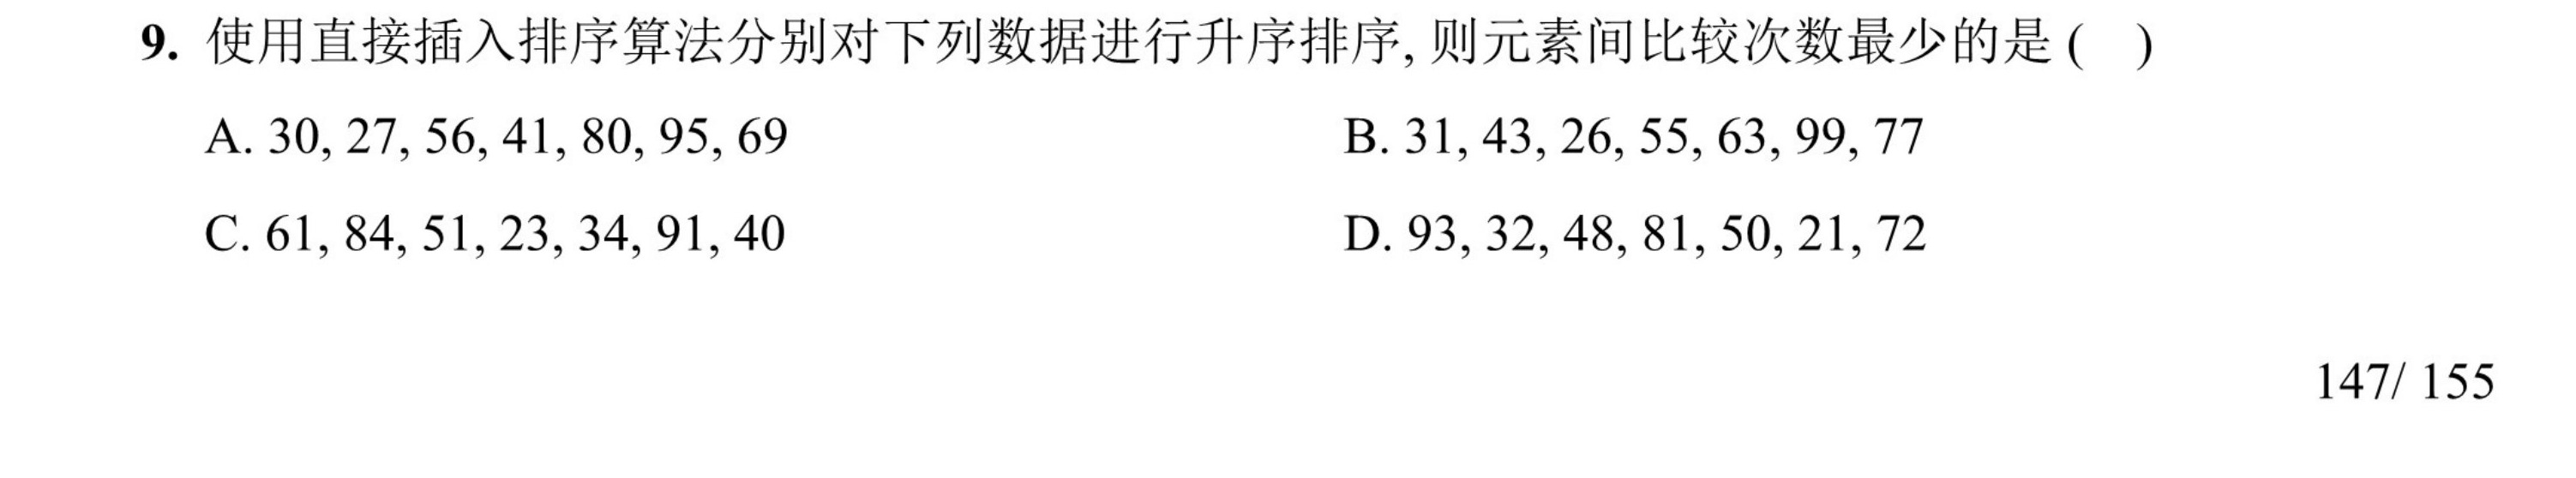 9. 使用直接插入排序算法分别对下列数据进行升序排序, 则元素间比较次数最少的是 ( )
A. 30, 27, 56, 41, 80, 95, 69
B. 31, 43, 26, 55, 63, 99, 77
C. 61, 84, 51, 23, 34, 91, 40
D. 93, 32, 48, 81, 50, 21, 72
147/ 155